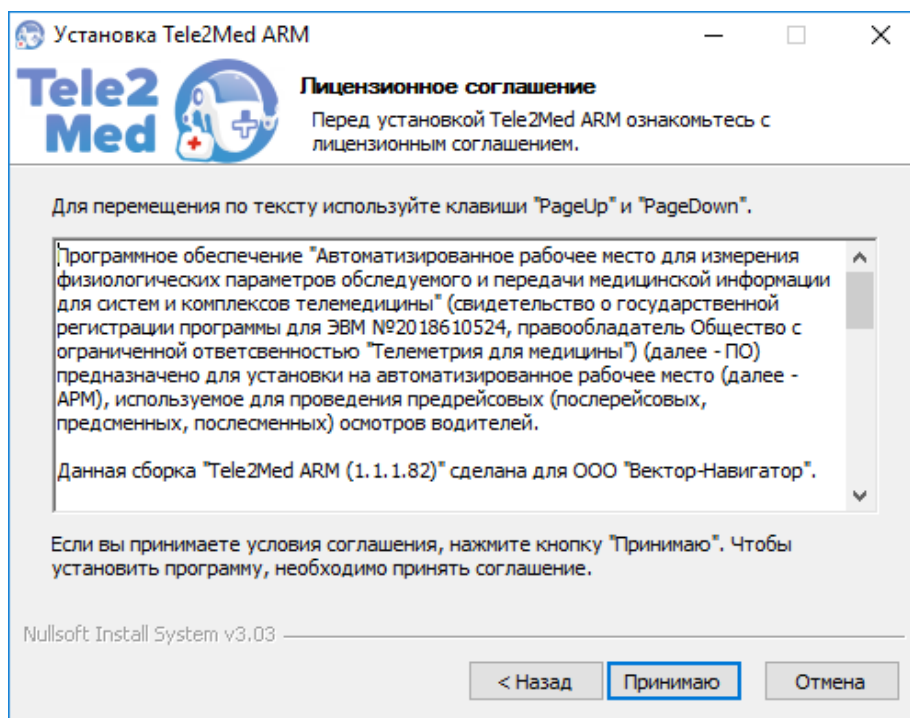 Установка Tele2Med ARM
Tele2
Med
Лицензионное соглашение
Перед установкой Tele2Med ARM ознакомьтесь с
лицензионным соглашением.
Для перемещения по тексту используйте клавиши "PageUp" и "PageDown".
Программное обеспечение "Автоматизированное рабочее место для измерения
физиологических параметров обследуемого и передачи медицинской информации
для систем и комплексов телемедицины" (свидетельство о государственной
регистрации программы для ЭВМ №2018610524, правообладатель Общество с
ограниченной ответсвенностью "Телеметрия для медицины") (далее - ПО)
предназначено для установки на автоматизированное рабочее место (далее -
АРМ), используемое для проведения предрейсовых (послерейсовых,
предсменных, послесменных) осмотров водителей.
Данная сборка "Tele2Med ARM (1.1.1.82)" сделана для ООО "Вектор-Навигатор".
Если вы принимаете условия соглашения, нажмите кнопку "Принимаю". Чтобы
установить программу, необходимо принять соглашение.
Nullsoft Install System v3.03
< Назад
Принимаю
Отмена